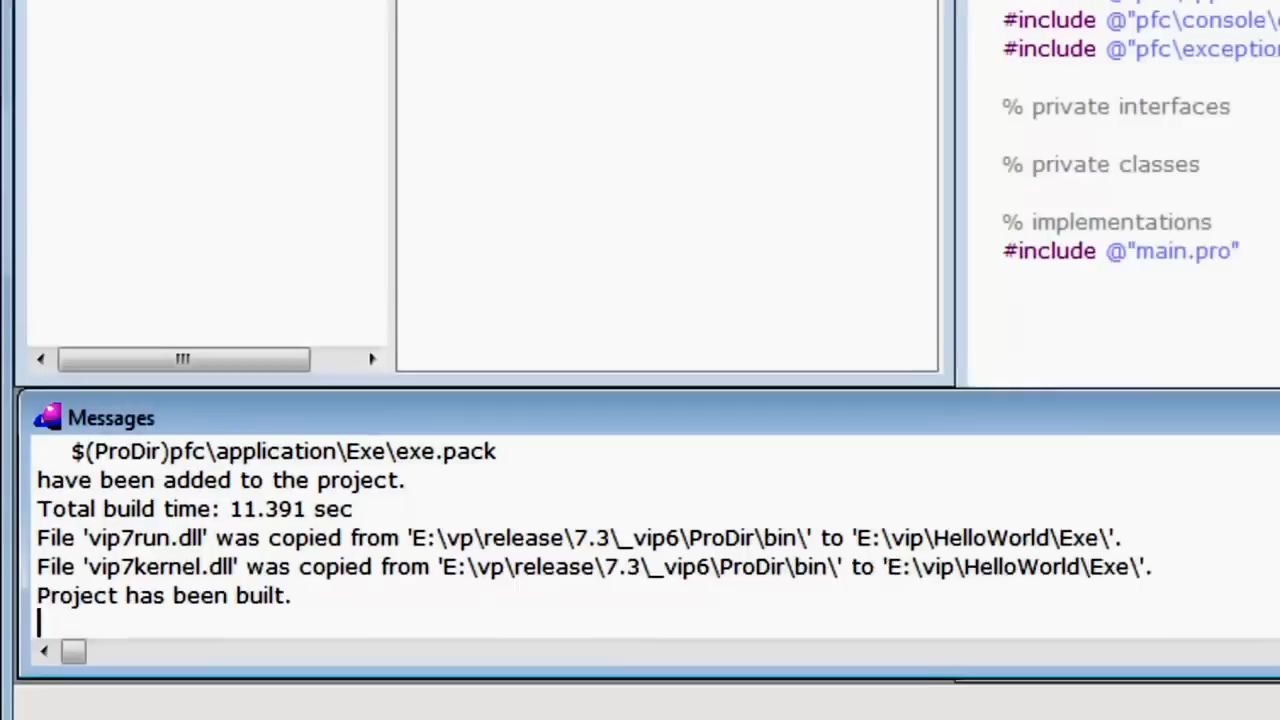 #include @"pfc\console\
#include @"pfc\exception
% private interfaces
% private classes
% implementations
#include @"main.pro"
Messages
$(ProDir)pfc\application\Exe\exe.pack
have been added to the project.
Total build time: 11.391 sec
File 'vip7run.dll' was copied from 'E:\vp\release\7.3\_vip6\ProDir\bin\' to 'E:\vip\HelloWorld\Exe\'.
File 'vip7kernel.dll' was copied from 'E:\vp\release\7.3\_vip6\ProDir\bin\' to 'E:\vip\HelloWorld\Exe\'.
Project has been built.